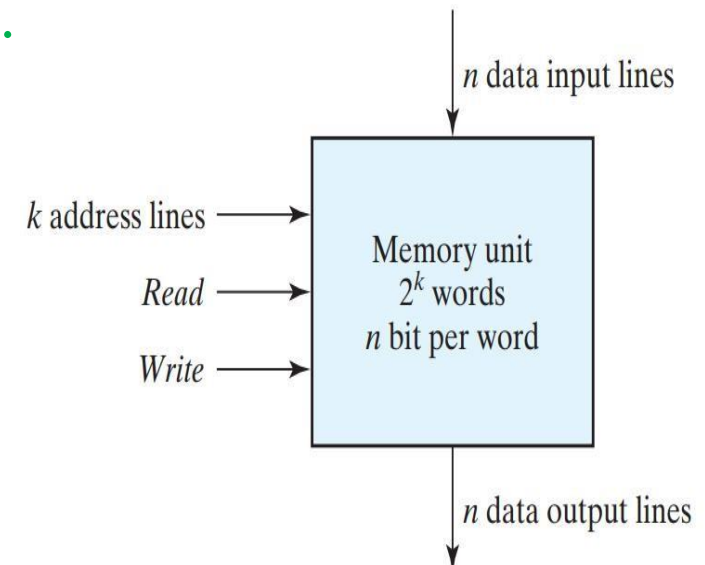 n data input lines
k address lines
Read
Write
Memory unit
2^k words
n bit per word
n data output lines